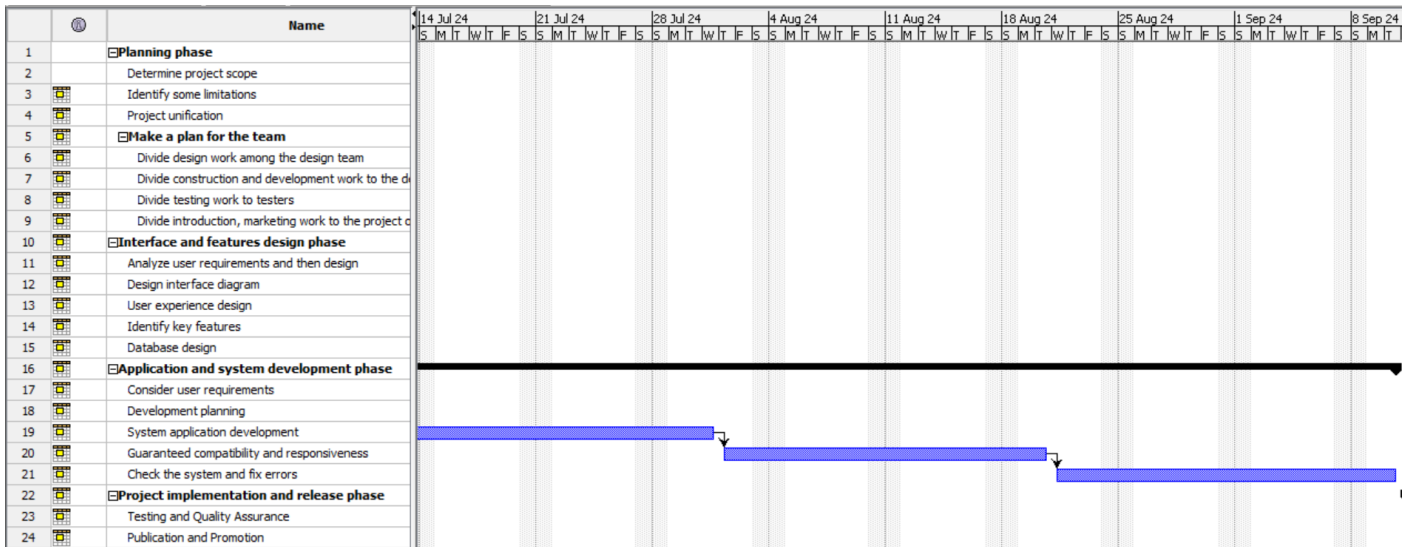 Name
14 Jul 24 21 Jul 24 28 Jul 24 4 Aug 24 11 Aug 24 18 Aug 24 25 Aug 24 1 Sep 24 8 Sep 24
S M T W T F S S M T W T F S S M T W T F S S M T W T F S S M T W T F S S M T W T F S S M T W T F S S M T W T F S S M T
1 Planning phase
2 Determine project scope
3 Identify some limitations
4 Project unification
5 Make a plan for the team
6 Divide design work among the design team
7 Divide construction and development work to the
8 Divide testing work to testers
9 Divide introduction, marketing work to the project
10 Interface and features design phase
11 Analyze user requirements and then design
12 Design interface diagram
13 User experience design
14 Identify key features
15 Database design
16 Application and system development phase
17 Consider user requirements
18 Development planning
19 System application development
20 Guaranteed compatibility and responsiveness
21 Check the system and fix errors
22 Project implementation and release phase
23 Testing and Quality Assurance
24 Publication and Promotion